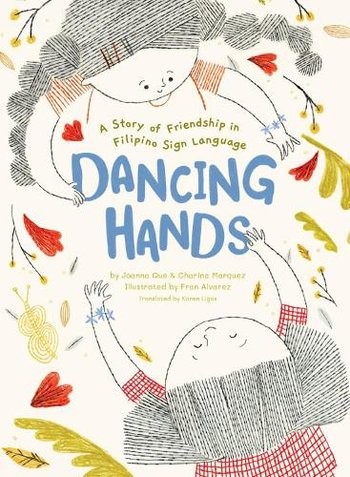 A Story of Friendship in
Filipino Sign Language
DANCING
HANDS
by Joanna Que & Charina Marquez
Illustrated by Fran Alvarez
Translated by Karen Llagas